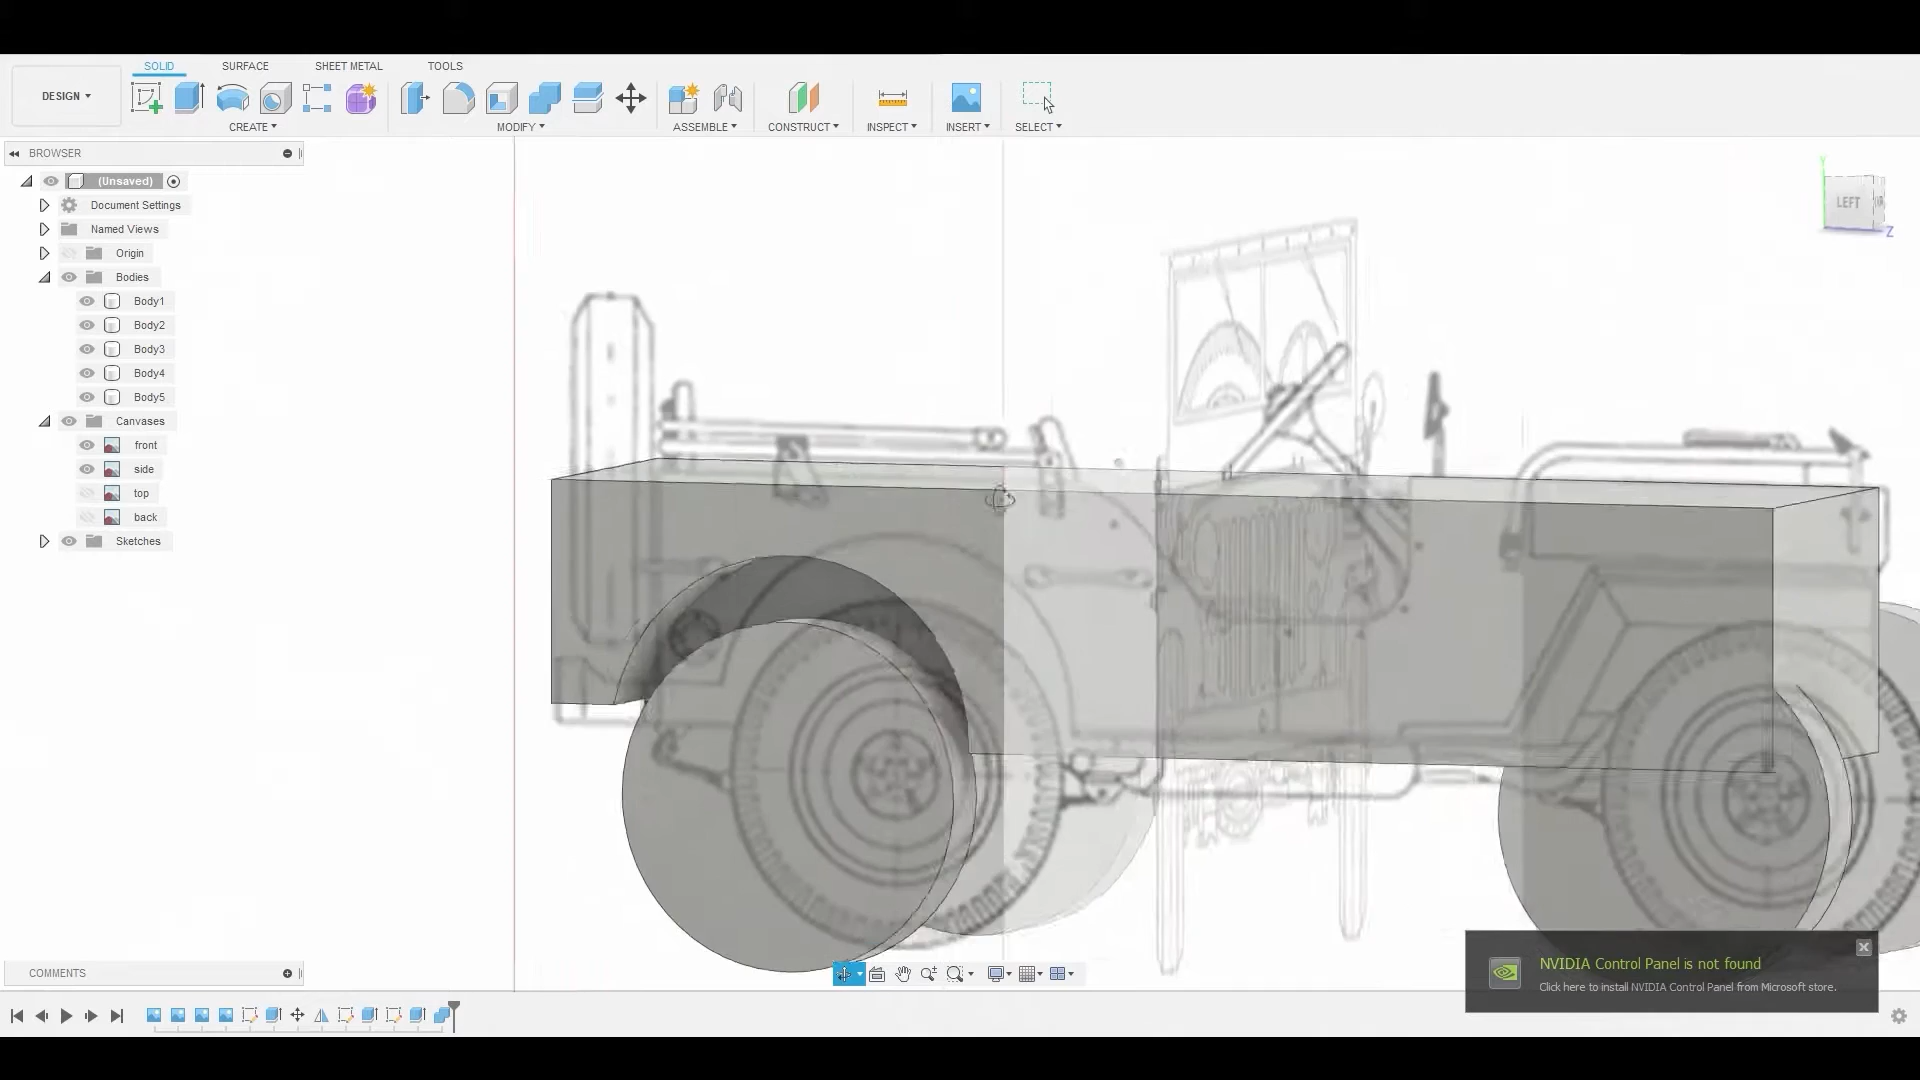 SOLID SURFACE SHEET METAL TOOLS
DESIGN
CREATE MODIFY ASSEMBLE CONSTRUCT INSPECT INSERT SELECT
BROWSER
(Unsaved)
Document Settings
Named Views
Origin
Bodies
Body1
Body2
Body3
Body4
Body5
Canvases
front
side
top
back
Sketches
Y
LEFT
Z
COMMENTS
NVIDIA Control Panel is not found
Click here to install NVIDIA Control Panel from Microsoft store.